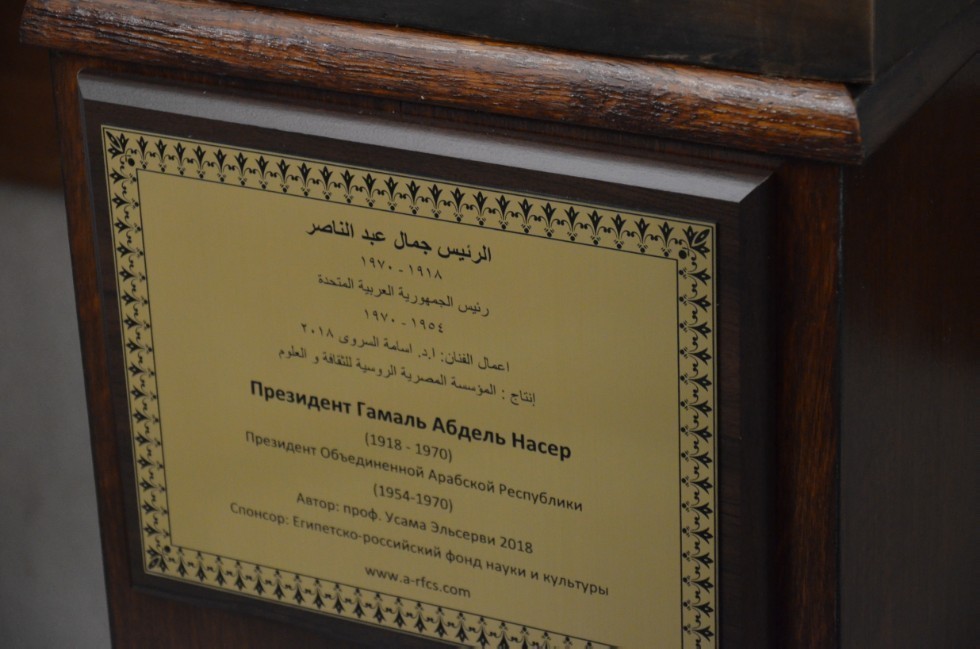 الرئيس جمال عبد الناصر
١٩١٨ - ١٩٧٠
رئيس الجمهورية العربية المتحدة
١٩٥٤ - ١٩٧٠
اعمال الفنان: ا.د. اسامة السروى ٢٠١٨
إنتاج : المؤسسة المصرية الروسية للثقافة و العلوم
Президент Гамаль Абдель Насер
(1918 - 1970)
Президент Объединенной Арабской Республики
(1954-1970)
Автор: проф. Усама Эльсерви 2018
Спонсор: Египетско-российский фонд науки и культуры
www.a-rfcs.com